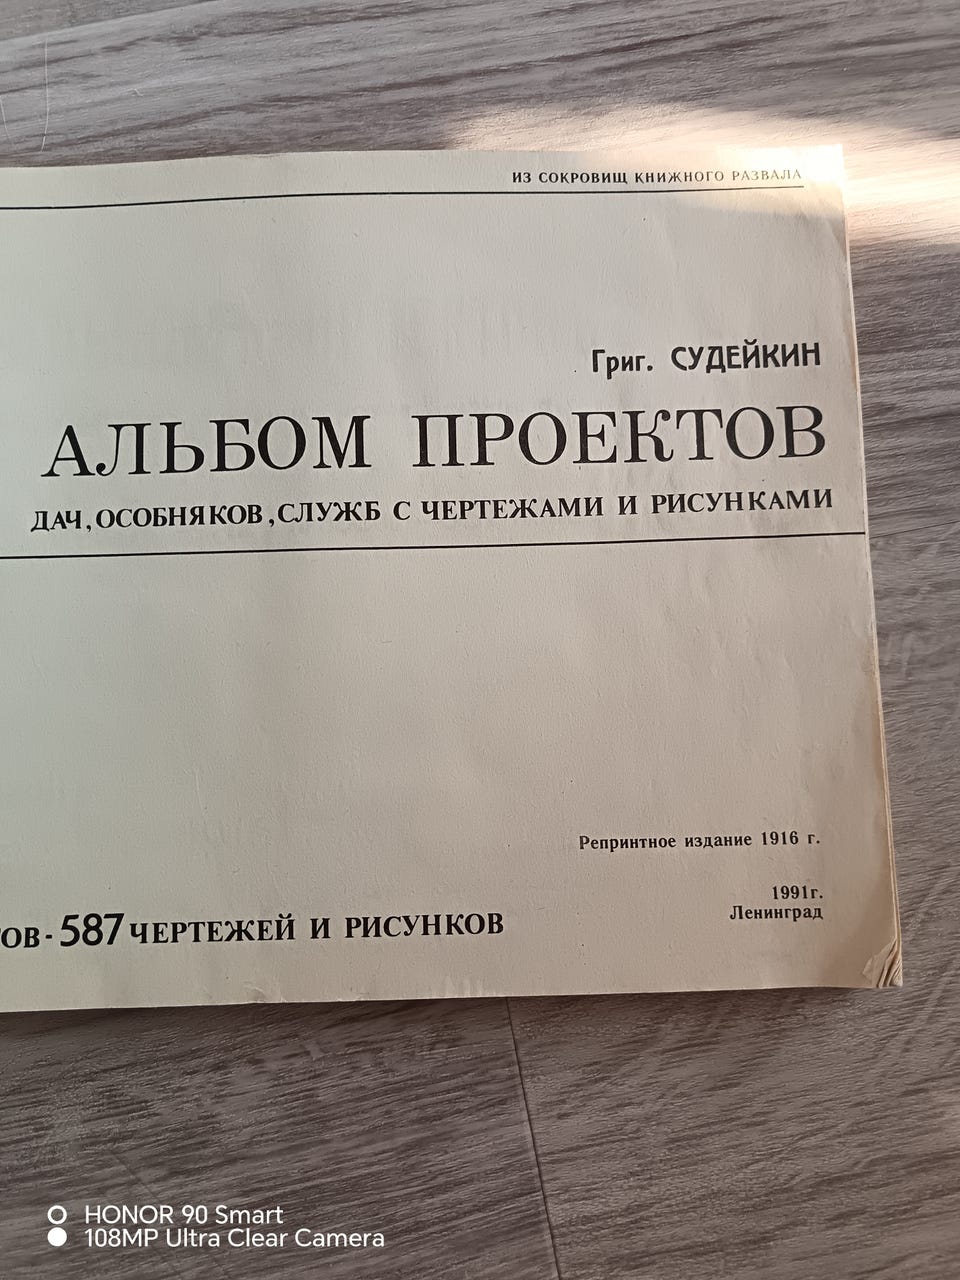 ИЗ СОКРОВИЩ КНИЖНОГО РАЗВАЛА
Григ. СУДЕЙКИН
АЛЬБОМ ПРОЕКТОВ
ДАЧ, ОСОБНЯКОВ, СЛУЖБ С ЧЕРТЕЖАМИ И РИСУНКАМИ
Репринтное издание 1916 г.
1991г.
Ленинград
ОВ - 587 ЧЕРТЕЖЕЙ И РИСУНКОВ
HONOR 90 Smart
108MP Ultra Clear Camera